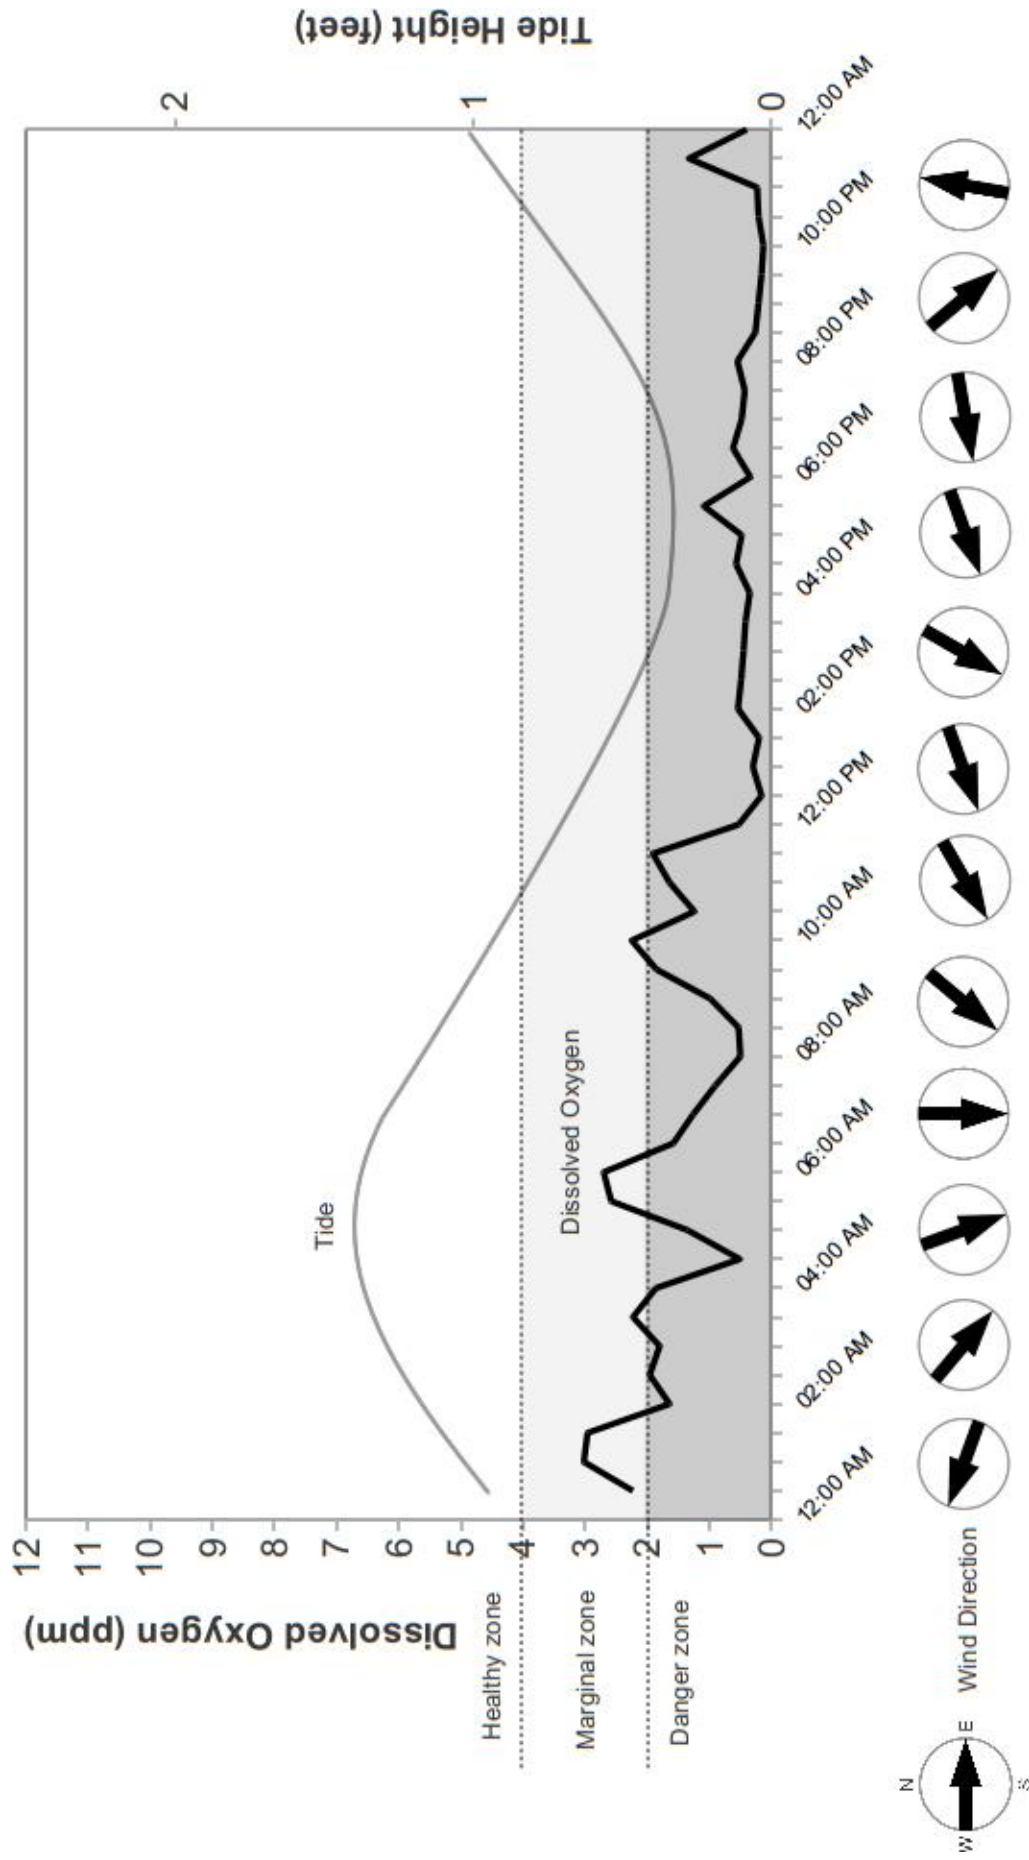 Dissolved Oxygen (ppm)
Tide Height (feet)
12
11
10
9
8
7
6
5
4
3
2
1
0
2
1
0
Healthy zone
Marginal zone
Danger zone
Tide
Dissolved Oxygen
12:00 AM
02:00 AM
04:00 AM
06:00 AM
08:00 AM
10:00 AM
12:00 PM
02:00 PM
04:00 PM
06:00 PM
08:00 PM
10:00 PM
12:00 AM
N
W
E
S
Wind Direction